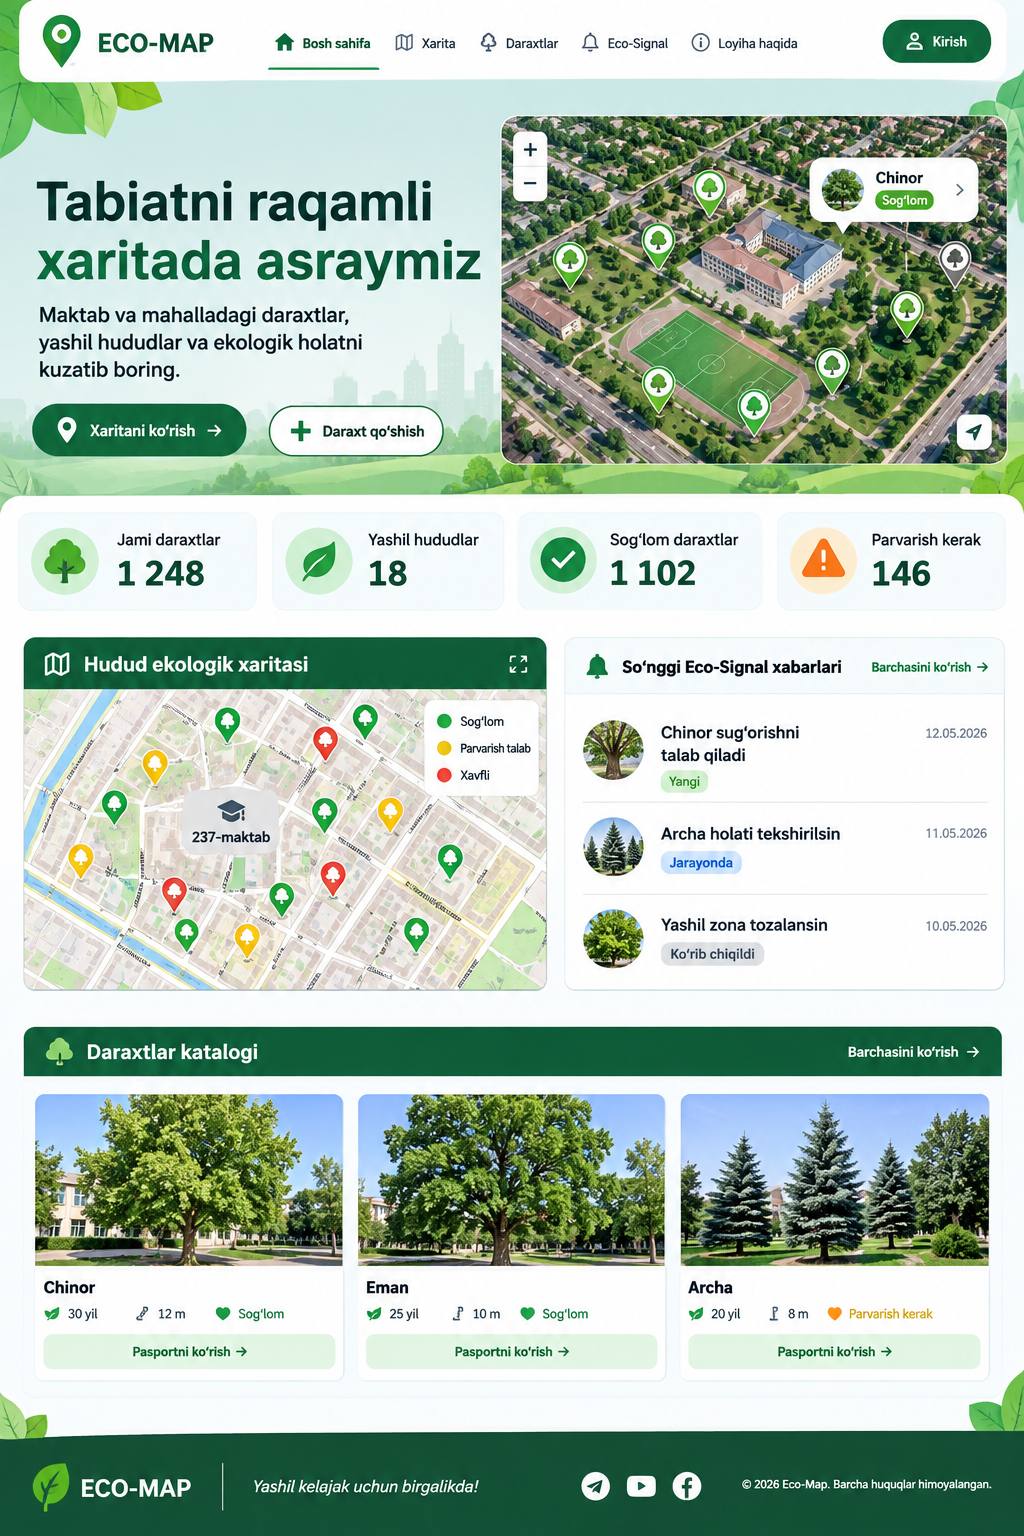 ECO-MAP
Bosh sahifa
Xarita
Daraxtlar
Eco-Signal
Loyiha haqida
Kirish
Tabiatni raqamli
xaritada asraymiz
Maktab va mahalladagi daraxtlar,
yashil hududlar va ekologik holatni
kuzatib boring.
Xaritani ko‘rish →
+ Daraxt qo‘shish
+
−
Chinor
Sog‘lom
Jami daraxtlar
1 248
Yashil hududlar
18
Sog‘lom daraxtlar
1 102
Parvarish kerak
146
Hudud ekologik xaritasi
Sog‘lom
Parvarish talab
Xavfli
237-maktab
So‘nggi Eco-Signal xabarlari
Barchasini ko‘rish →
Chinor sug‘orishni
talab qiladi
12.05.2026
Yangi
Archa holati tekshirilsin
11.05.2026
Jarayonda
Yashil zona tozalansin
10.05.2026
Ko‘rib chiqildi
Daraxtlar katalogi
Barchasini ko‘rish →
Chinor
30 yil
12 m
Sog‘lom
Pasportni ko‘rish →
Eman
25 yil
10 m
Sog‘lom
Pasportni ko‘rish →
Archa
20 yil
8 m
Parvarish kerak
Pasportni ko‘rish →
ECO-MAP
Yashil kelajak uchun birgalikda!
© 2026 Eco-Map. Barcha huquqlar himoyalangan.